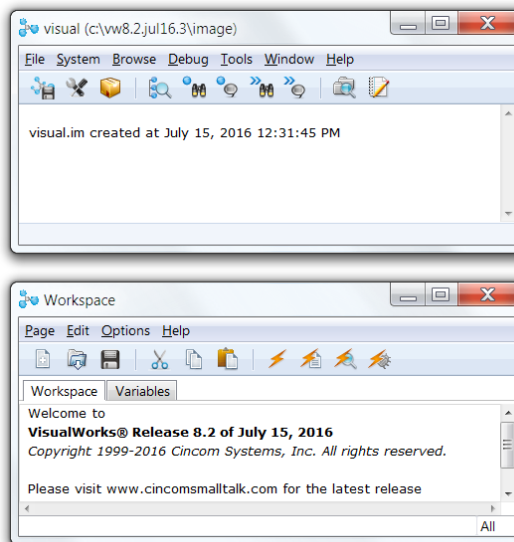 visual (c:\vw8.2.jul16.3\image)
File System Browse Debug Tools Window Help
visual.im created at July 15, 2016 12:31:45 PM
Workspace
Page Edit Options Help
Workspace Variables
Welcome to
VisualWorks® Release 8.2 of July 15, 2016
Copyright 1999-2016 Cincom Systems, Inc. All rights reserved.
Please visit www.cincomsmalltalk.com for the latest release
All